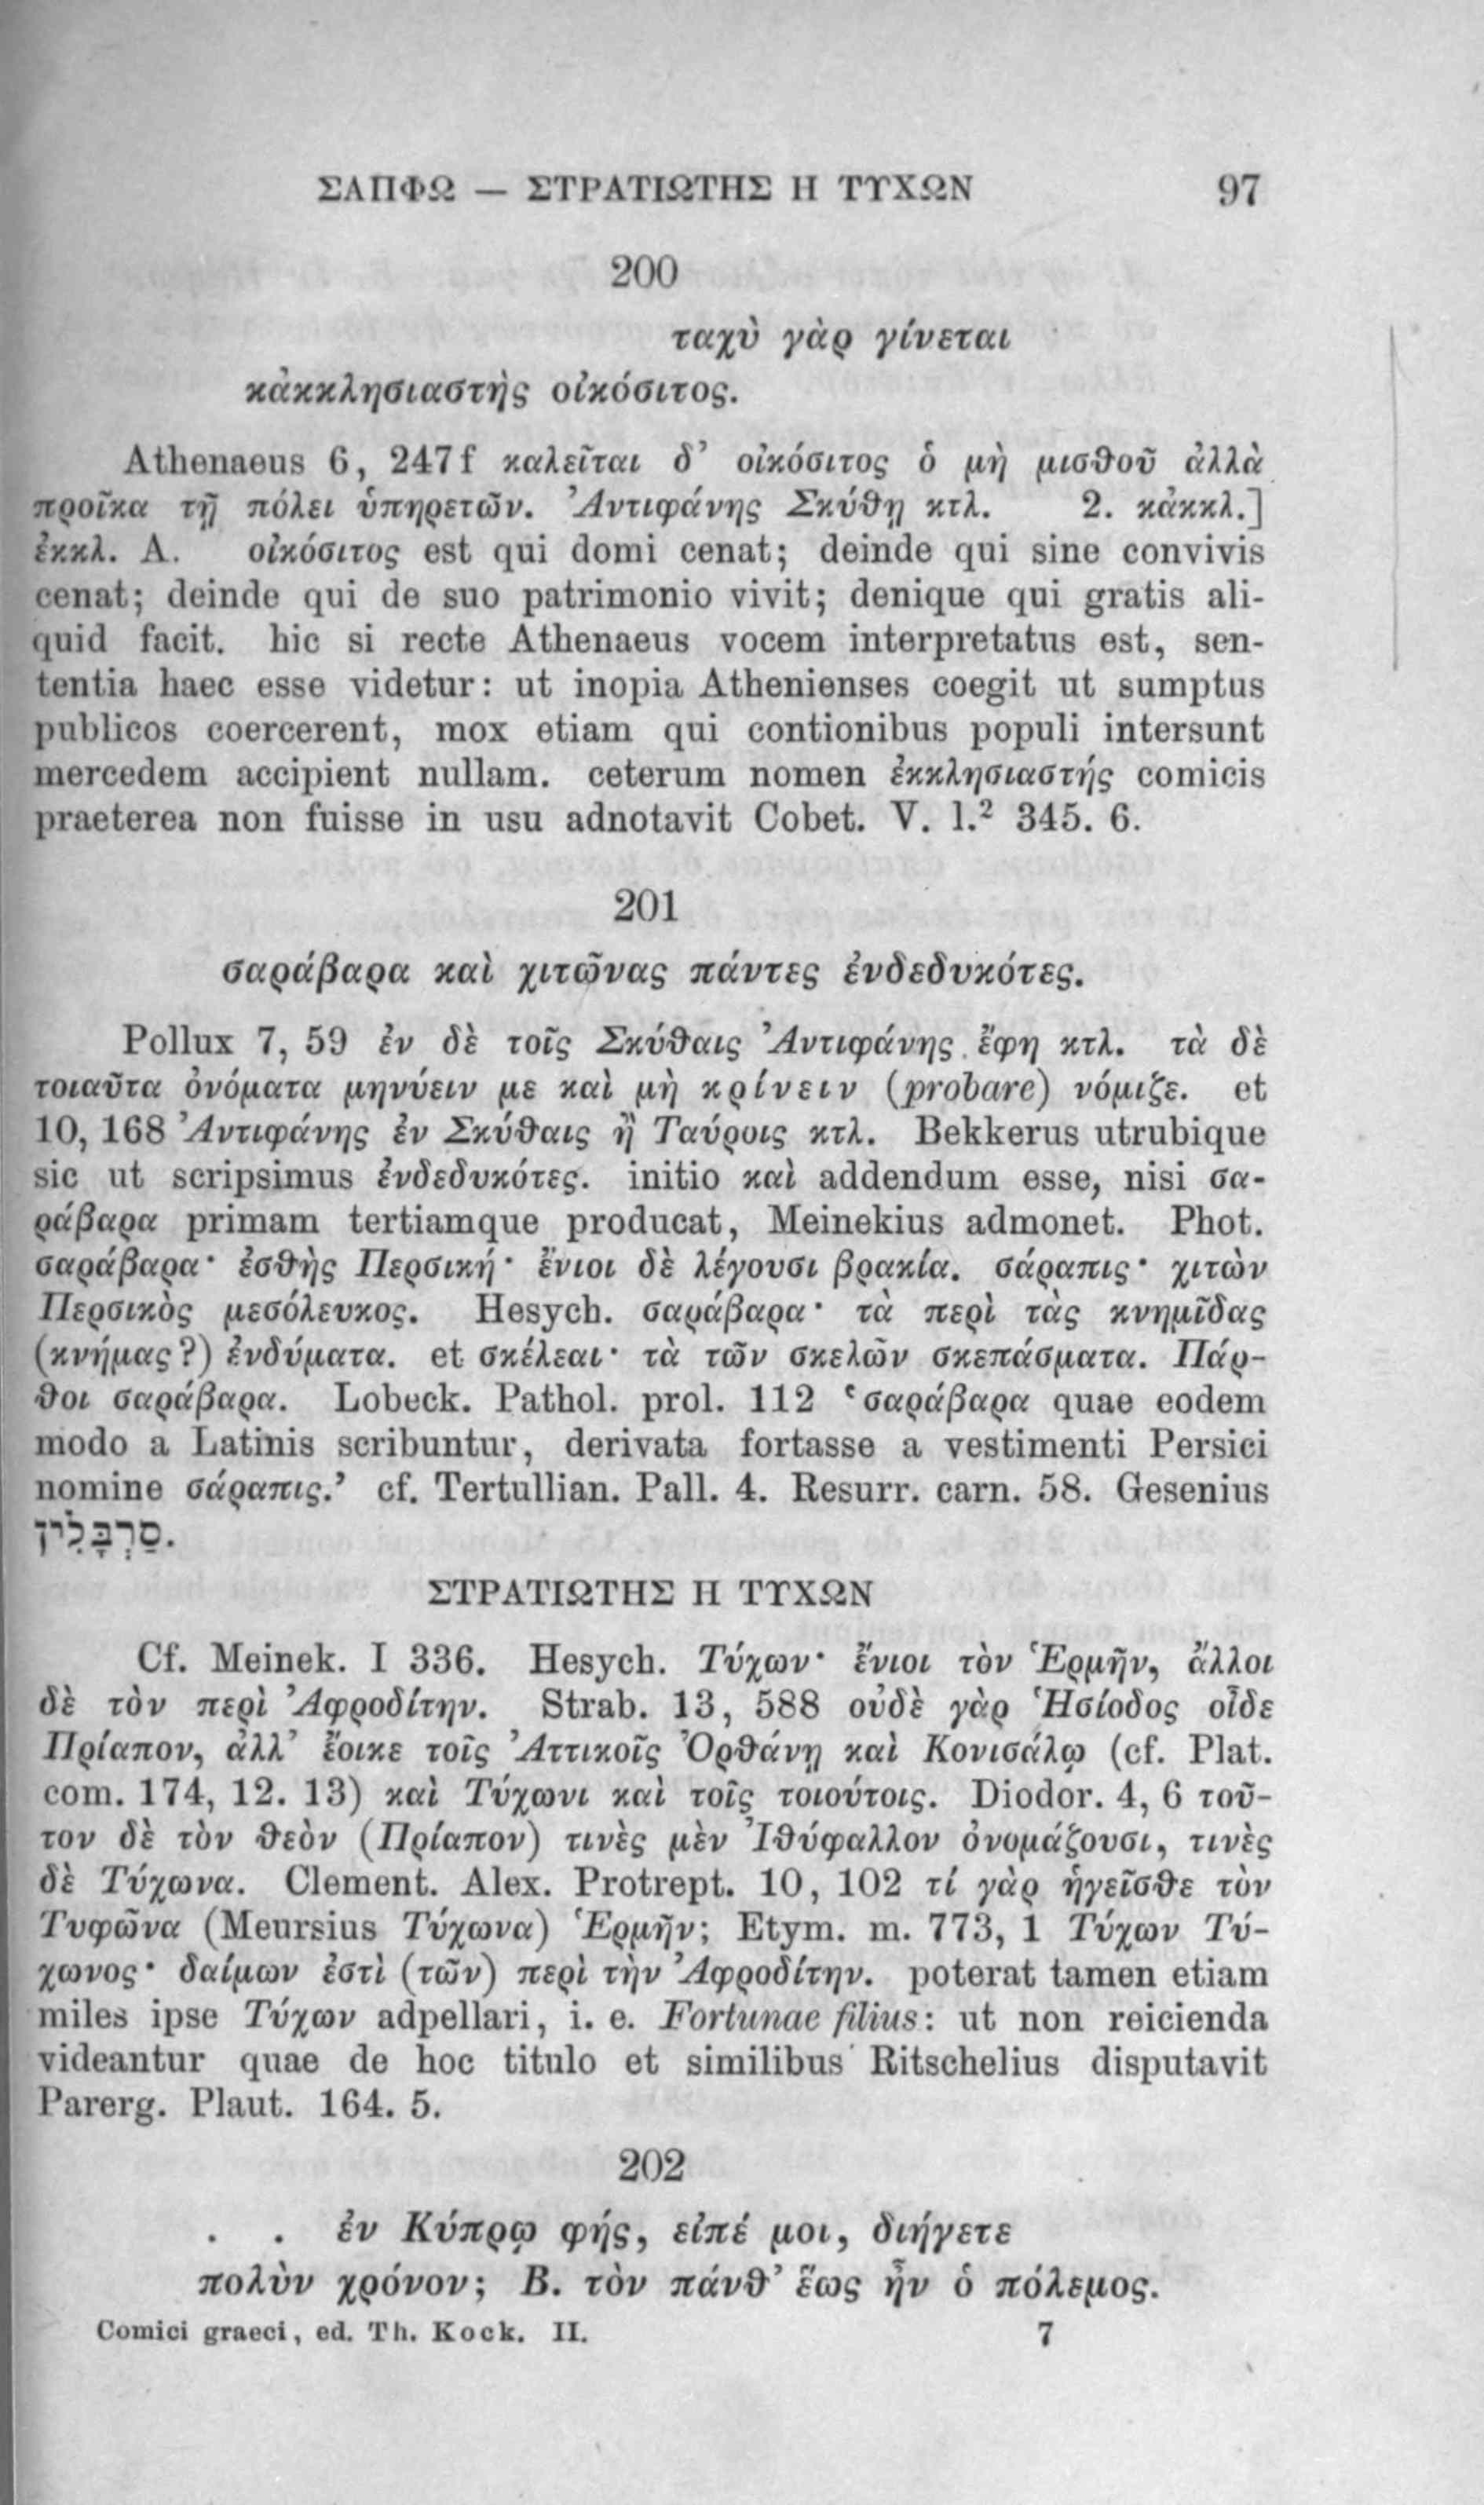 ΣΑΠΦΩ — ΣΤΡΑΤΙΩΤΗΣ Η ΤΥΧΩΝ 97
200
ταχὺ γὰρ γίνεται
κἀκκλησιαστὴς οἰκόσιτος.
Athenaeus 6, 247f καλεῖται δ’ οἰκόσιτος ὁ μὴ μισθοῦ ἀλλὰ
προῖκα τῇ πόλει ὑπηρετῶν. Ἀντιφάνης Σκύθῃ κτλ. 2. κἀκκλ.]
ἐκκλ. A. οἰκόσιτος est qui domi cenat; deinde qui sine convivis
cenat; deinde qui de suo patrimonio vivit; denique qui gratis ali-
quid facit. hic si recte Athenaeus vocem interpretatus est, sen-
tentia haec esse videtur: ut inopia Athenienses coegit ut sumptus
publicos coercerent, mox etiam qui contionibus populi intersunt
mercedem accipient nullam. ceterum nomen ἐκκλησιαστής comicis
praeterea non fuisse in usu adnotavit Cobet. V. l.² 345. 6.
201
σαράβαρα καὶ χιτῶνας πάντες ἐνδεδυκότες.
Pollux 7, 59 ἐν δὲ τοῖς Σκύθαις Ἀντιφάνης ἔφη κτλ. τὰ δὲ
τοιαῦτα ὀνόματα μηνύειν με καὶ μὴ κρίνειν (probare) νόμιζε. et
10, 168 Ἀντιφάνης ἐν Σκύθαις ἢ Ταύροις κτλ. Bekkerus utrubique
sic ut scripsimus ἐνδεδυκότες. initio καὶ addendum esse, nisi σα-
ράβαρα primam tertiamque producat, Meinekius admonet. Phot.
σαράβαρα· ἐσθὴς Περσική· ἔνιοι δὲ λέγουσι βρακία. σάραπις· χιτὼν
Περσικὸς μεσόλευκος. Hesych. σαράβαρα· τὰ περὶ τὰς κνημῖδας
(κνήμας?) ἐνδύματα. et σκέλεαι· τὰ τῶν σκελῶν σκεπάσματα. Πάρ-
θοι σαράβαρα. Lobeck. Pathol. prol. 112 ‘σαράβαρα quae eodem
modo a Latinis scribuntur, derivata fortasse a vestimenti Persici
nomine σάραπις.’ cf. Tertullian. Pall. 4. Resurr. carn. 58. Gesenius
סַרְבָּלִין.
ΣΤΡΑΤΙΩΤΗΣ Η ΤΥΧΩΝ
Cf. Meinek. I 336. Hesych. Τύχων· ἔνιοι τὸν Ἑρμῆν, ἄλλοι
δὲ τὸν περὶ Ἀφροδίτην. Strab. 13, 588 οὐδὲ γὰρ Ἡσίοδος οἶδε
Πρίαπον, ἀλλ’ ἔοικε τοῖς Ἀττικοῖς Ὀρθάνῃ καὶ Κονισάλῳ (cf. Plat.
com. 174, 12. 13) καὶ Τύχωνι καὶ τοῖς τοιούτοις. Diodor. 4, 6 τοῦ-
τον δὲ τὸν θεὸν (Πρίαπον) τινὲς μὲν Ἰθύφαλλον ὀνομάζουσι, τινὲς
δὲ Τύχωνα. Clement. Alex. Protrept. 10, 102 τί γὰρ ἡγεῖσθε τὸν
Τυφῶνα (Meursius Τύχωνα) Ἑρμῆν; Etym. m. 773, 1 Τύχων Τύ-
χωνος· δαίμων ἐστὶ (τῶν) περὶ τὴν Ἀφροδίτην. poterat tamen etiam
miles ipse Τύχων adpellari, i. e. Fortunae filius: ut non reicienda
videantur quae de hoc titulo et similibus Ritschelius disputavit
Parerg. Plaut. 164. 5.
202
. . ἐν Κύπρῳ φής, εἰπέ μοι, διήγετε
πολὺν χρόνον; Β. τὸν πάνθ’ ἕως ἦν ὁ πόλεμος.
Comici graeci, ed. Th. Kock. II. 7